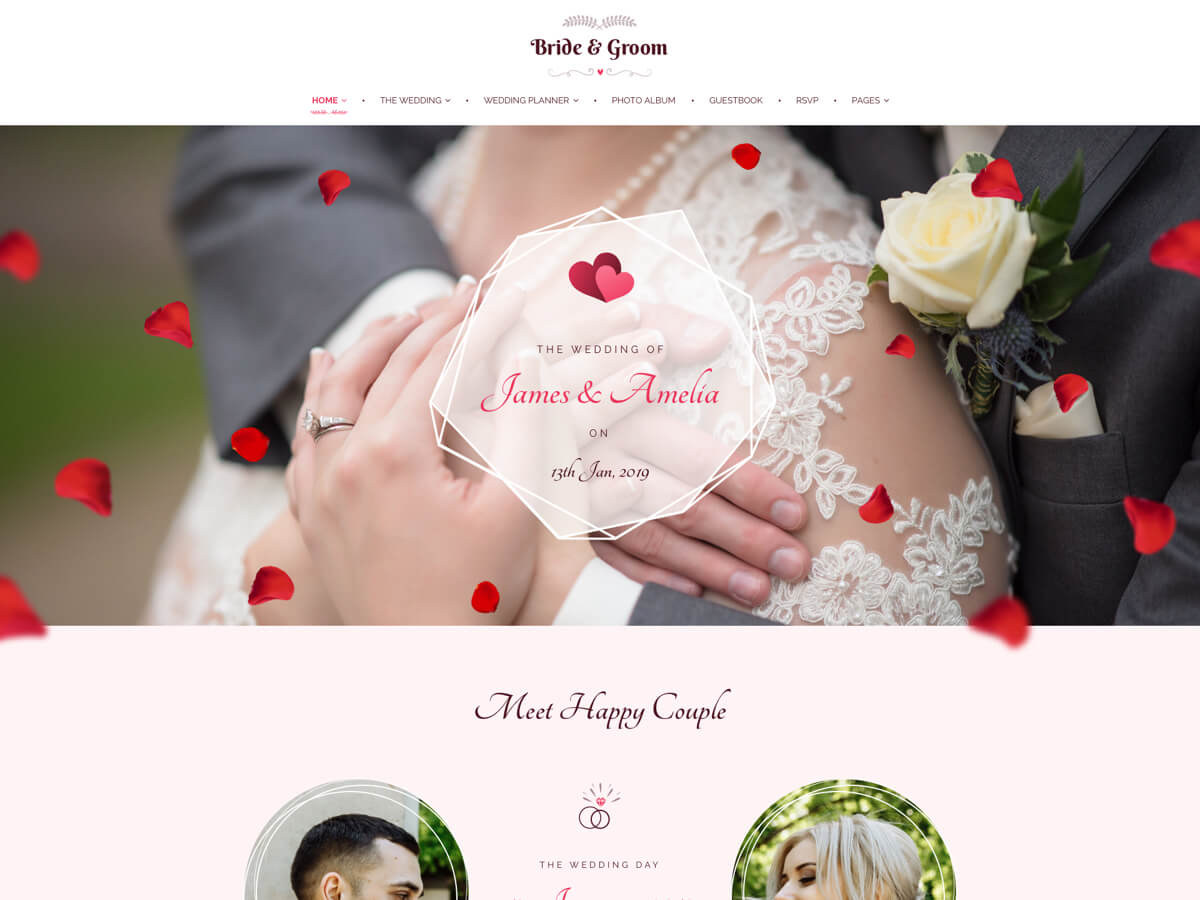 Bride & Groom
HOME • THE WEDDING • WEDDING PLANNER • PHOTO ALBUM • GUESTBOOK • RSVP • PAGES
THE WEDDING OF
James & Amelia
ON
13th Jan, 2019
Meet Happy Couple
THE WEDDING DAY